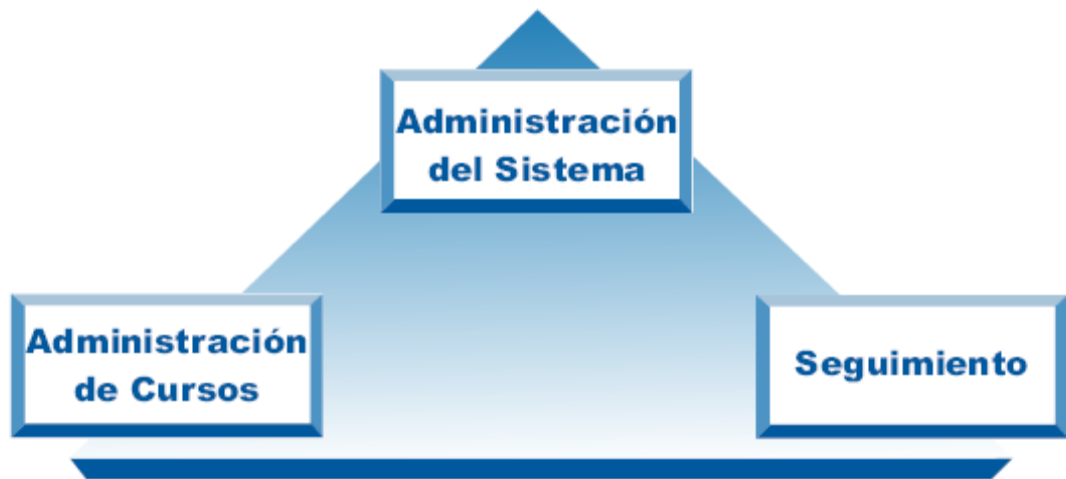 Administración
del Sistema
Administración
de Cursos
Seguimiento